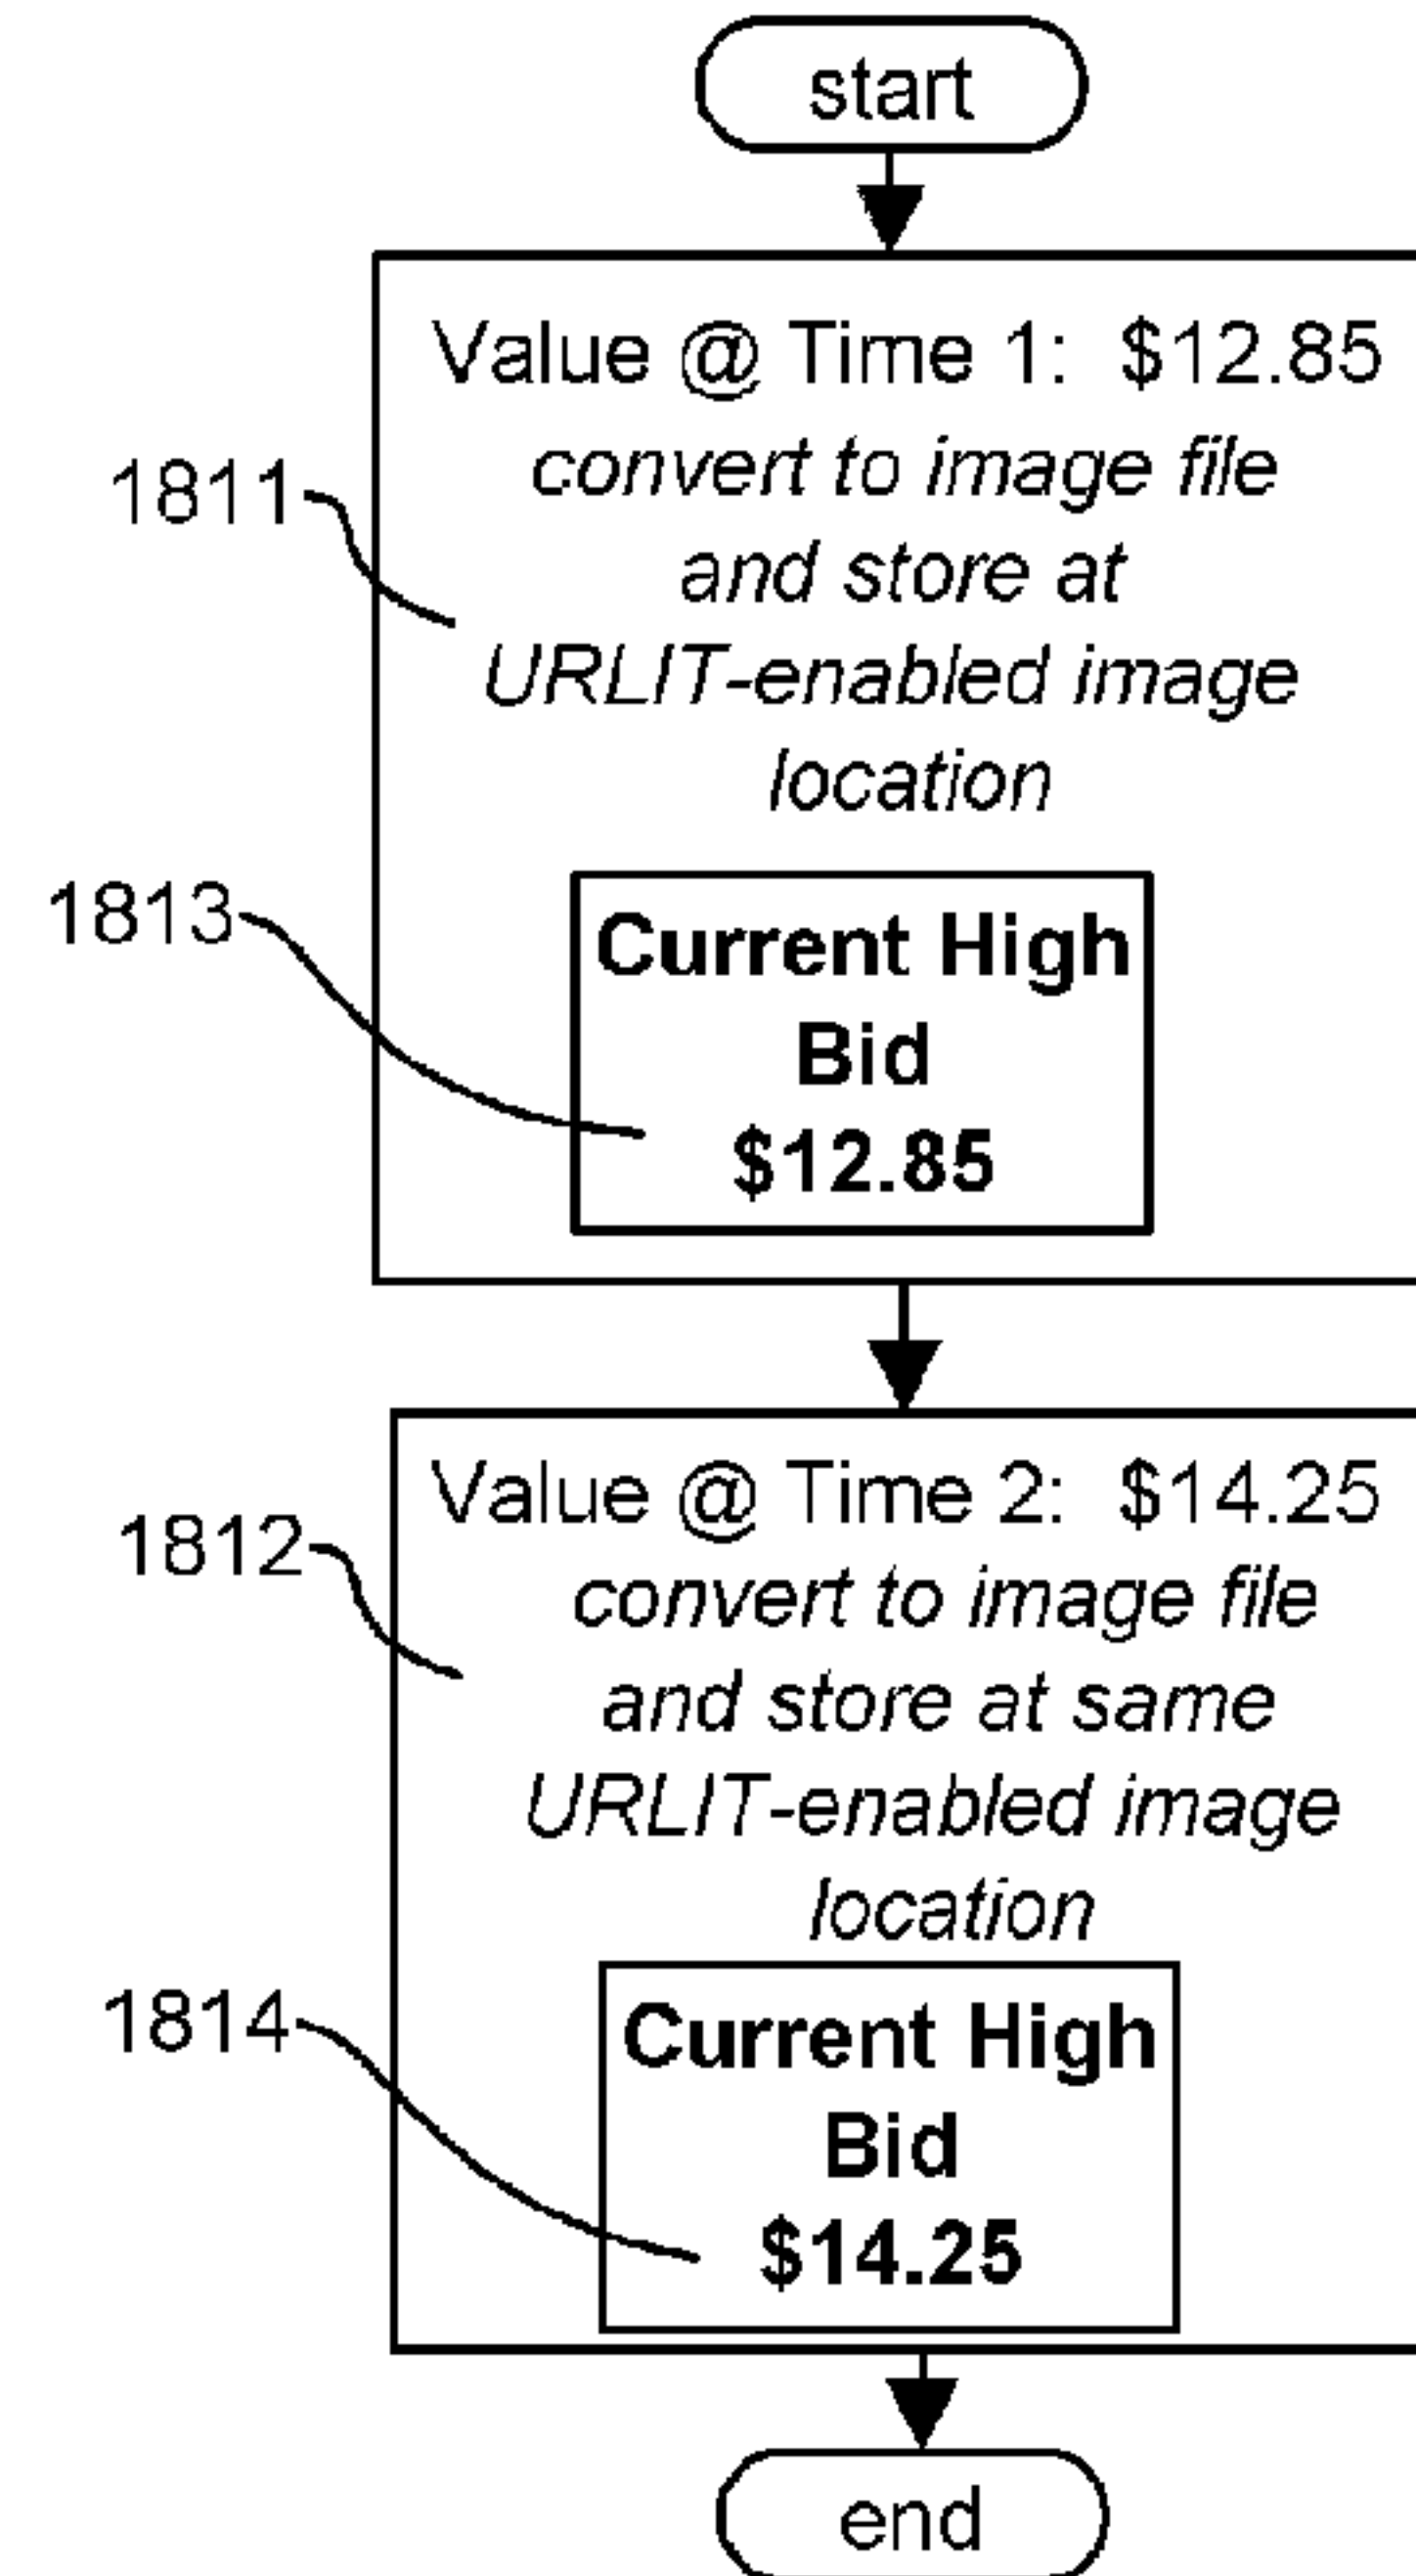 start
Value @ Time 1: $12.85
convert to image file
1811
and store at
URLIT-enabled image
location
1813
Current High
Bid
$12.85
Value @ Time 2: $14.25
1812
convert to image file
and store at same
URLIT-enabled image
location
1814
Current High
Bid
$14.25
end